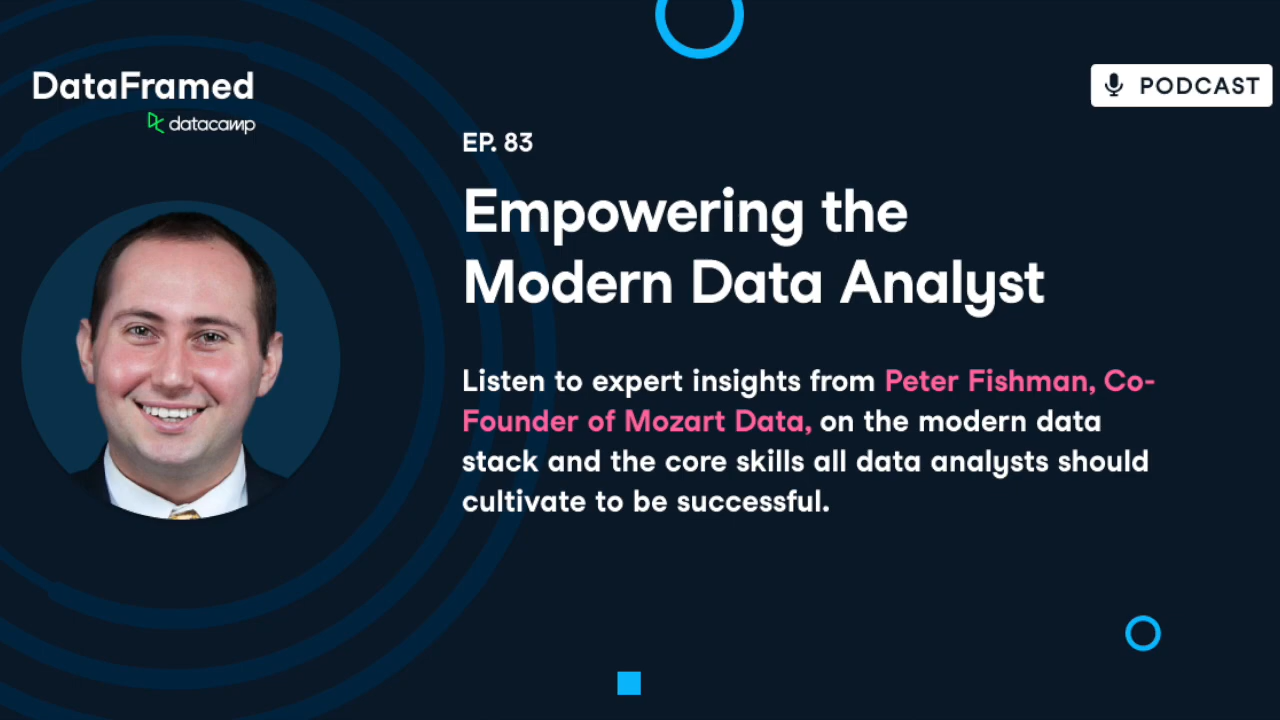 DataFramed
datacamp
PODCAST
EP. 83
Empowering the
Modern Data Analyst
Listen to expert insights from Peter Fishman, Co-
Founder of Mozart Data, on the modern data
stack and the core skills all data analysts should
cultivate to be successful.